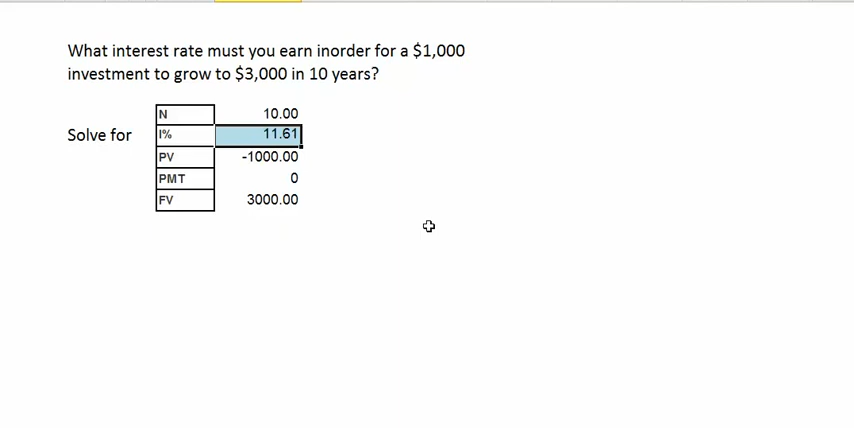 What interest rate must you earn inorder for a $1,000
investment to grow to $3,000 in 10 years?
N 10.00
Solve for I% 11.61
PV -1000.00
PMT 0
FV 3000.00